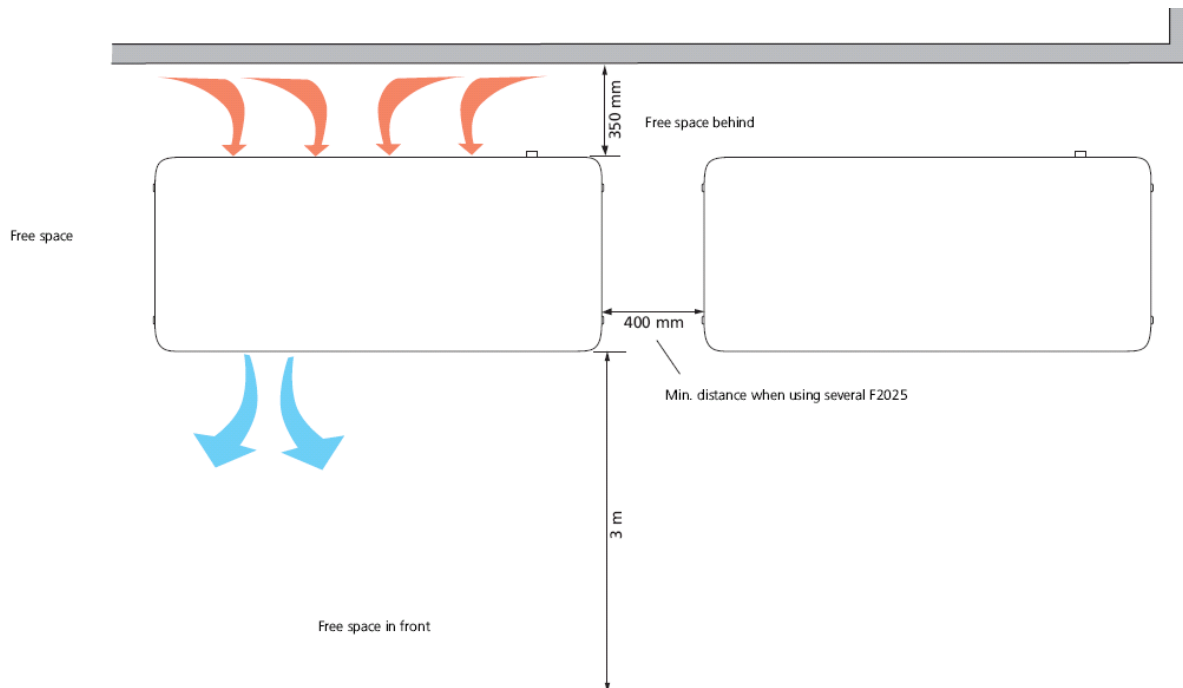 350 mm
Free space behind
Free space
400 mm
Min. distance when using several F2025
3 m
Free space in front